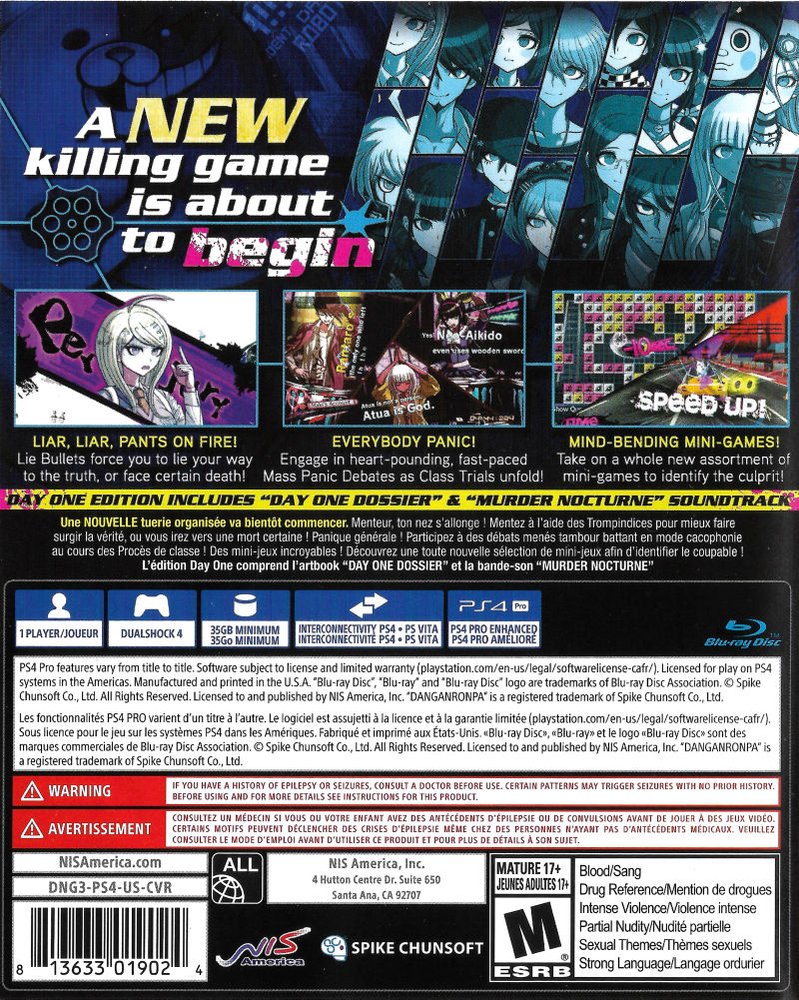 A NEW
killing game
is about
to begin
Perjury
Rantaro
the only one who left
in the
Yes!
Neo-Aikido
even uses wooden sword
Atua is not a person
Atua is God.
SPEED UP!
LIAR, LIAR, PANTS ON FIRE!
Lie Bullets force you to lie your way
to the truth, or face certain death!
EVERYBODY PANIC!
Engage in heart-pounding, fast-paced
Mass Panic Debates as Class Trials unfold!
MIND-BENDING MINI-GAMES!
Take on a whole new assortment of
mini-games to identify the culprit!
DAY ONE EDITION INCLUDES “DAY ONE DOSSIER” & “MURDER NOCTURNE” SOUNDTRACK
Une NOUVELLE tuerie organisée va bientôt commencer. Menteur, ton nez s'allonge ! Mentez à l'aide des Trompindices pour mieux faire
surgir la vérité, ou vous irez vers une mort certaine ! Panique générale ! Participez à des débats menés tambour battant en mode cacophonie
au cours des Procès de classe ! Des mini-jeux incroyables ! Découvrez une toute nouvelle sélection de mini-jeux afin d'identifier le coupable !
L'édition Day One comprend l'artbook “DAY ONE DOSSIER” et la bande-son “MURDER NOCTURNE”
1 PLAYER/JOUEUR
DUALSHOCK 4
35GB MINIMUM
35Go MINIMUM
INTERCONNECTIVITY PS4 • PS VITA
INTERCONNECTIVITÉ PS4 • PS VITA
PS4 Pro
PS4 PRO ENHANCED
PS4 PRO AMÉLIORÉ
Blu-ray Disc™
PS4 Pro features vary from title to title. Software subject to license and limited warranty (playstation.com/en-us/legal/softwarelicense-cafr/). Licensed for play on PS4
systems in the Americas. Manufactured and printed in the U.S.A. "Blu-ray Disc", "Blu-ray" and "Blu-ray Disc" logo are trademarks of Blu-ray Disc Association. © Spike
Chunsoft Co., Ltd. All Rights Reserved. Licensed to and published by NIS America, Inc. “DANGANRONPA” is a registered trademark of Spike Chunsoft Co., Ltd.
Les fonctionnalités PS4 PRO varient d'un titre à l'autre. Le logiciel est assujetti à la licence et à la garantie limitée (playstation.com/en-us/legal/softwarelicense-cafr/).
Sous licence pour le jeu sur les systèmes PS4 dans les Amériques. Fabriqué et imprimé aux États-Unis. «Blu-ray Disc», «Blu-ray» et le logo «Blu-ray Disc» sont des
marques commerciales de Blu-ray Disc Association. © Spike Chunsoft Co., Ltd. All Rights Reserved. Licensed to and published by NIS America, Inc. “DANGANRONPA” is
a registered trademark of Spike Chunsoft Co., Ltd.
WARNING
IF YOU HAVE A HISTORY OF EPILEPSY OR SEIZURES, CONSULT A DOCTOR BEFORE USE. CERTAIN PATTERNS MAY TRIGGER SEIZURES WITH NO PRIOR HISTORY.
BEFORE USING AND FOR MORE DETAILS SEE INSTRUCTIONS FOR THIS PRODUCT.
AVERTISSEMENT
CONSULTEZ UN MÉDECIN SI VOUS OU VOTRE ENFANT AVEZ DES ANTÉCÉDENTS D'ÉPILEPSIE OU DE CONVULSIONS AVANT DE JOUER À DES JEUX VIDÉO.
CERTAINS MOTIFS PEUVENT DÉCLENCHER DES CRISES D'ÉPILEPSIE MÊME CHEZ DES PERSONNES N'AYANT PAS D'ANTÉCÉDENTS MÉDICAUX. VEUILLEZ
CONSULTER LE MODE D'EMPLOI AVANT D'UTILISER CE PRODUIT ET POUR PLUS DE DÉTAILS À SON SUJET.
NISAmerica.com
DNG3-PS4-US-CVR
8 13633 01902 4
ALL
NIS America, Inc.
4 Hutton Centre Dr. Suite 650
Santa Ana, CA 92707
NIS
America
SPIKE CHUNSOFT
MATURE 17+
JEUNES ADULTES 17+
M
ESRB
Blood/Sang
Drug Reference/Mention de drogues
Intense Violence/Violence intense
Partial Nudity/Nudité partielle
Sexual Themes/Thèmes sexuels
Strong Language/Langage ordurier